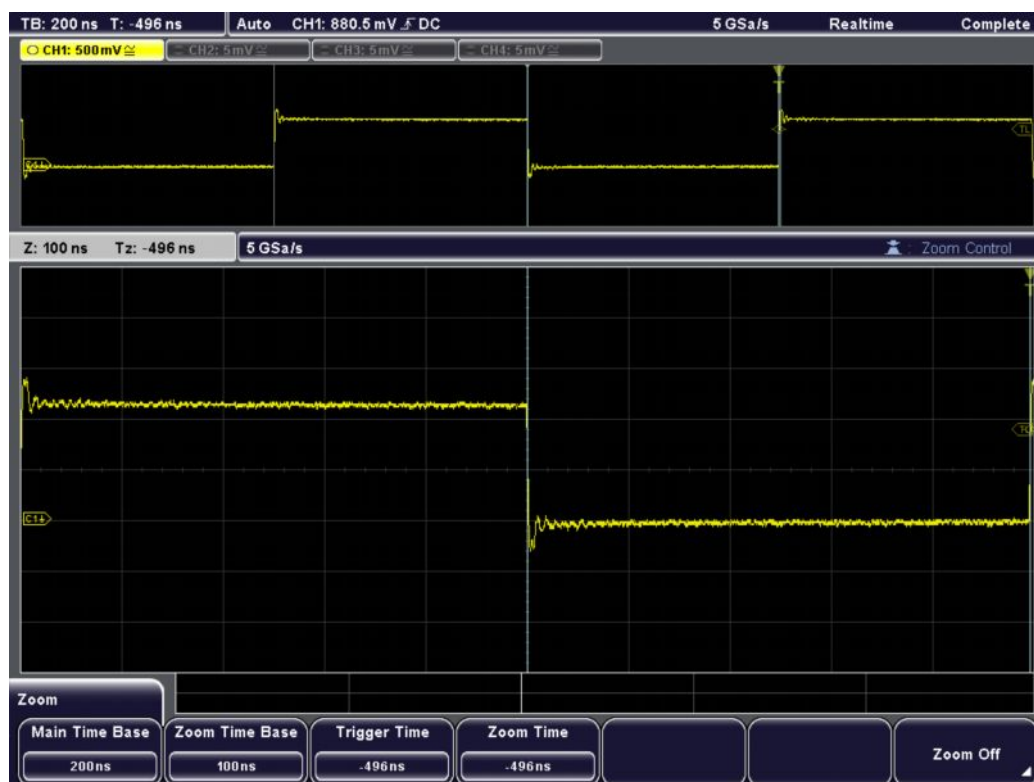 TB: 200 ns T: -496 ns Auto CH1: 880.5 mV DC 5 GSa/s Realtime Complete
CH1: 500mV CH2: 5mV CH3: 5mV CH4: 5mV
T
TL
Z: 100 ns Tz: -496 ns 5 GSa/s : Zoom Control
T
C1
Zoom
Main Time Base Zoom Time Base Trigger Time Zoom Time
200ns 100ns -496ns -496ns Zoom Off